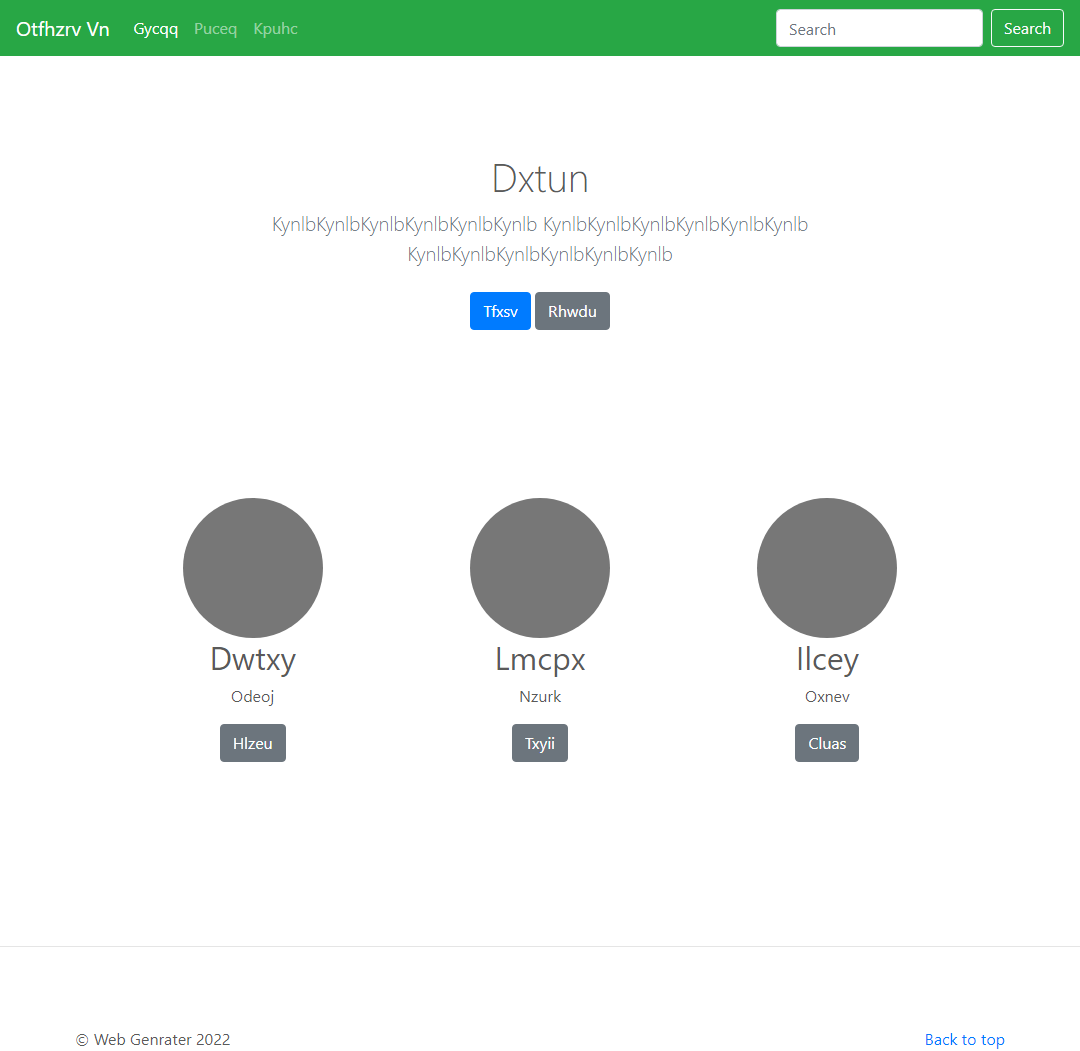 Otfhzrv Vn Gycqq Puceq Kpuhc Search Search
Dxtun
KynlbKynlbKynlbKynlbKynlbKynlb KynlbKynlbKynlbKynlbKynlbKynlb
KynlbKynlbKynlbKynlbKynlbKynlb
Tfxsv Rhwdu
Dwtxy Lmcpx Ilcey
Odeoj Nzurk Oxnev
Hlzeu Txyii Cluas
© Web Genrater 2022 Back to top